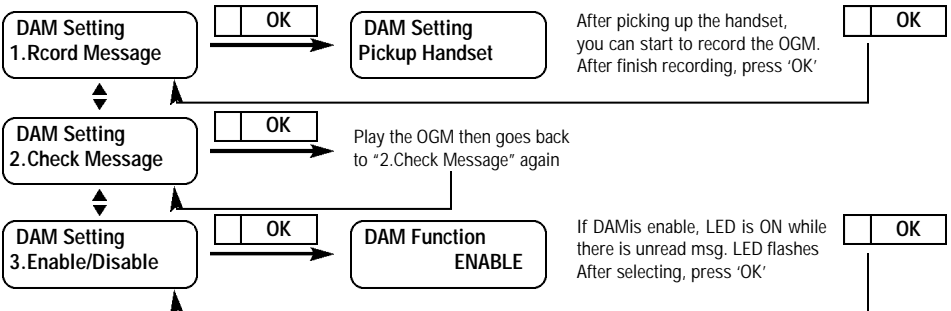 DAM Setting
1.Rcord Message
OK
DAM Setting
Pickup Handset
After picking up the handset,
you can start to record the OGM.
After finish recording, press ‘OK’
OK
DAM Setting
2.Check Message
OK
Play the OGM then goes back
to “2.Check Message” again
DAM Setting
3.Enable/Disable
OK
DAM Function
ENABLE
If DAMis enable, LED is ON while
there is unread msg. LED flashes
After selecting, press ‘OK’
OK